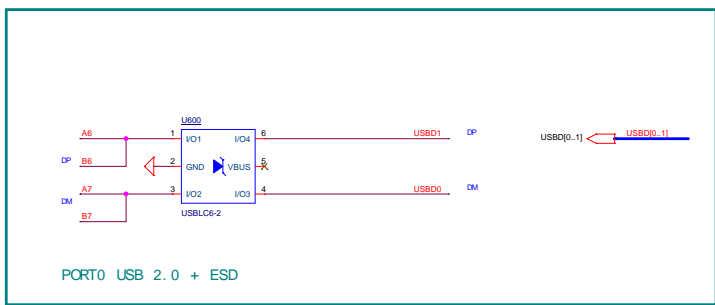 U600
A6 1 I/O1 I/O4 6 USBD1 DP
USBD[0..1] USBD[0..1]
DP B6 2 GND VBUS 5
A7 3 I/O2 I/O3 4 USBD0 DM
DM
B7 USBLC6-2
PORT0 USB 2.0 + ESD